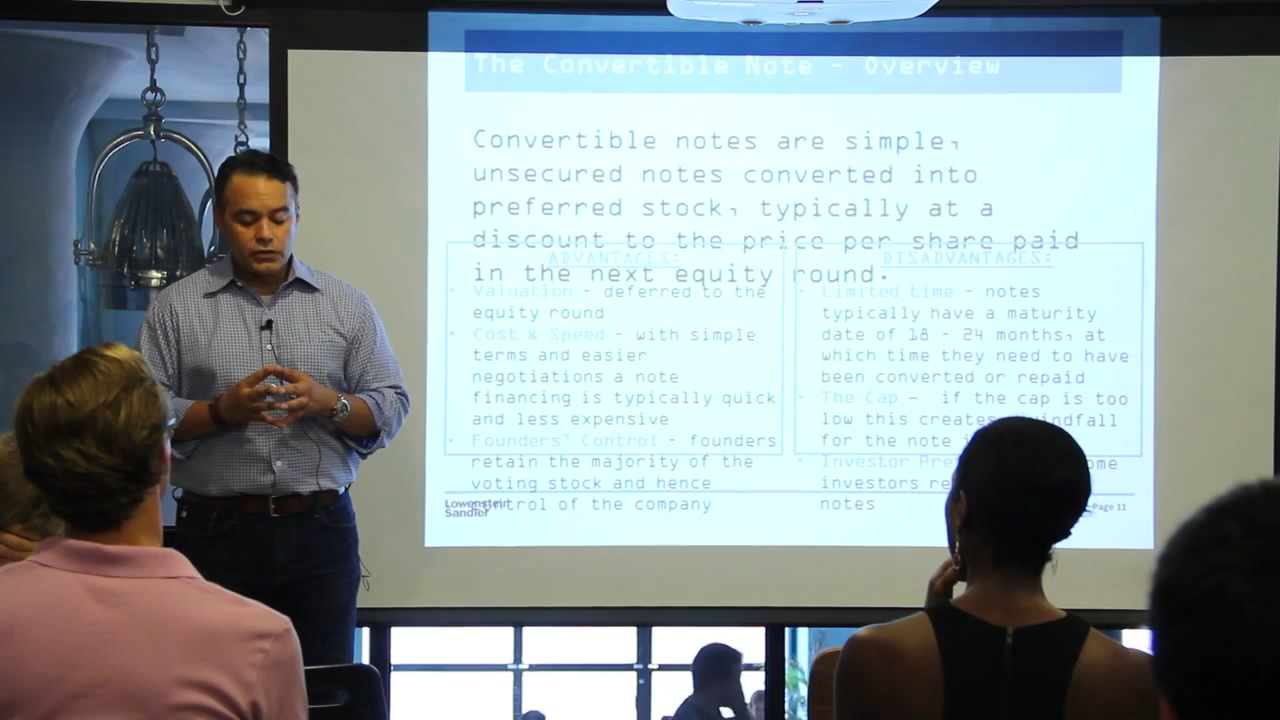 The Convertible Note - Overview
Convertible notes are simple,
unsecured notes converted into
preferred stock, typically at a
discount to the price per share paid
in the next equity round.
ADVANTAGES:
• Valuation - deferred to the
equity round
• Cost & Speed - with simple
terms and easier
negotiations a note
financing is typically quick
and less expensive
• Founders' Control - founders
retain the majority of the
voting stock and hence
control of the company
DISADVANTAGES:
• Limited time - notes
typically have a maturity
date of 18 - 24 months, at
which time they need to have
been converted or repaid
• The Cap – if the cap is too
low this creates windfall
for the note
• Investor
investors
notes
Lowenstein
Sandler
Page 11